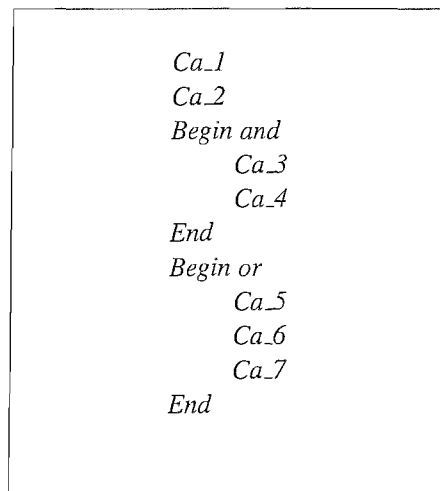 Ca_1
Ca_2
Begin and
Ca_3
Ca_4
End
Begin or
Ca_5
Ca_6
Ca_7
End